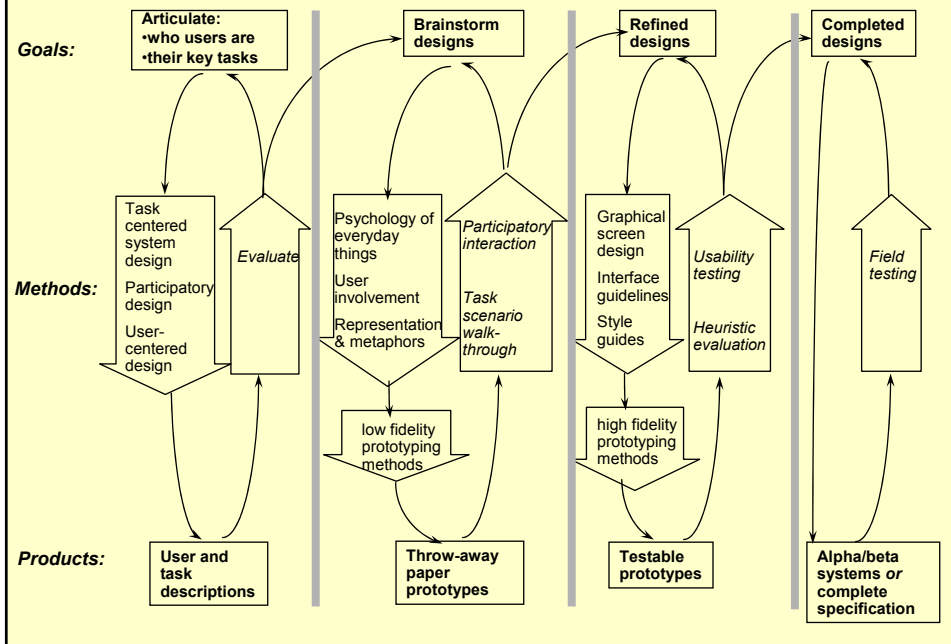 Goals:
Articulate:
•who users are
•their key tasks
Brainstorm
designs
Refined
designs
Completed
designs
Methods:
Task
centered
system
design
Participatory
design
User-
centered
design
Evaluate
Psychology of
everyday
things
User
involvement
Representation
& metaphors
low fidelity
prototyping
methods
Participatory
interaction
Task
scenario
walk-
through
Graphical
screen
design
Interface
guidelines
Style
guides
high fidelity
prototyping
methods
Usability
testing
Heuristic
evaluation
Field
testing
Products:
User and
task
descriptions
Throw-away
paper
prototypes
Testable
prototypes
Alpha/beta
systems or
complete
specification